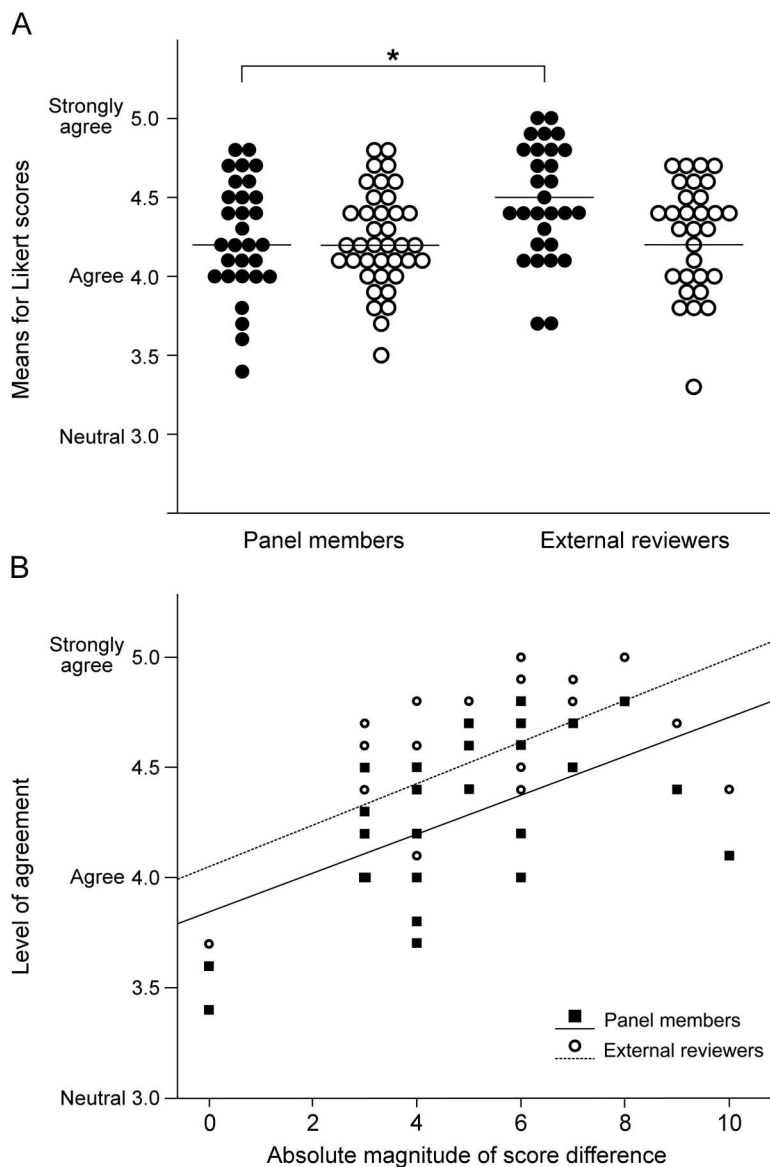 A
*
Strongly
agree
5.0
4.5
Agree 4.0
3.5
Neutral 3.0
Means for Likert scores
Panel members
External reviewers
B
Strongly
agree
5.0
4.5
Agree 4.0
3.5
Neutral 3.0
Level of agreement
Panel members
External reviewers
0 2 4 6 8 10
Absolute magnitude of score difference